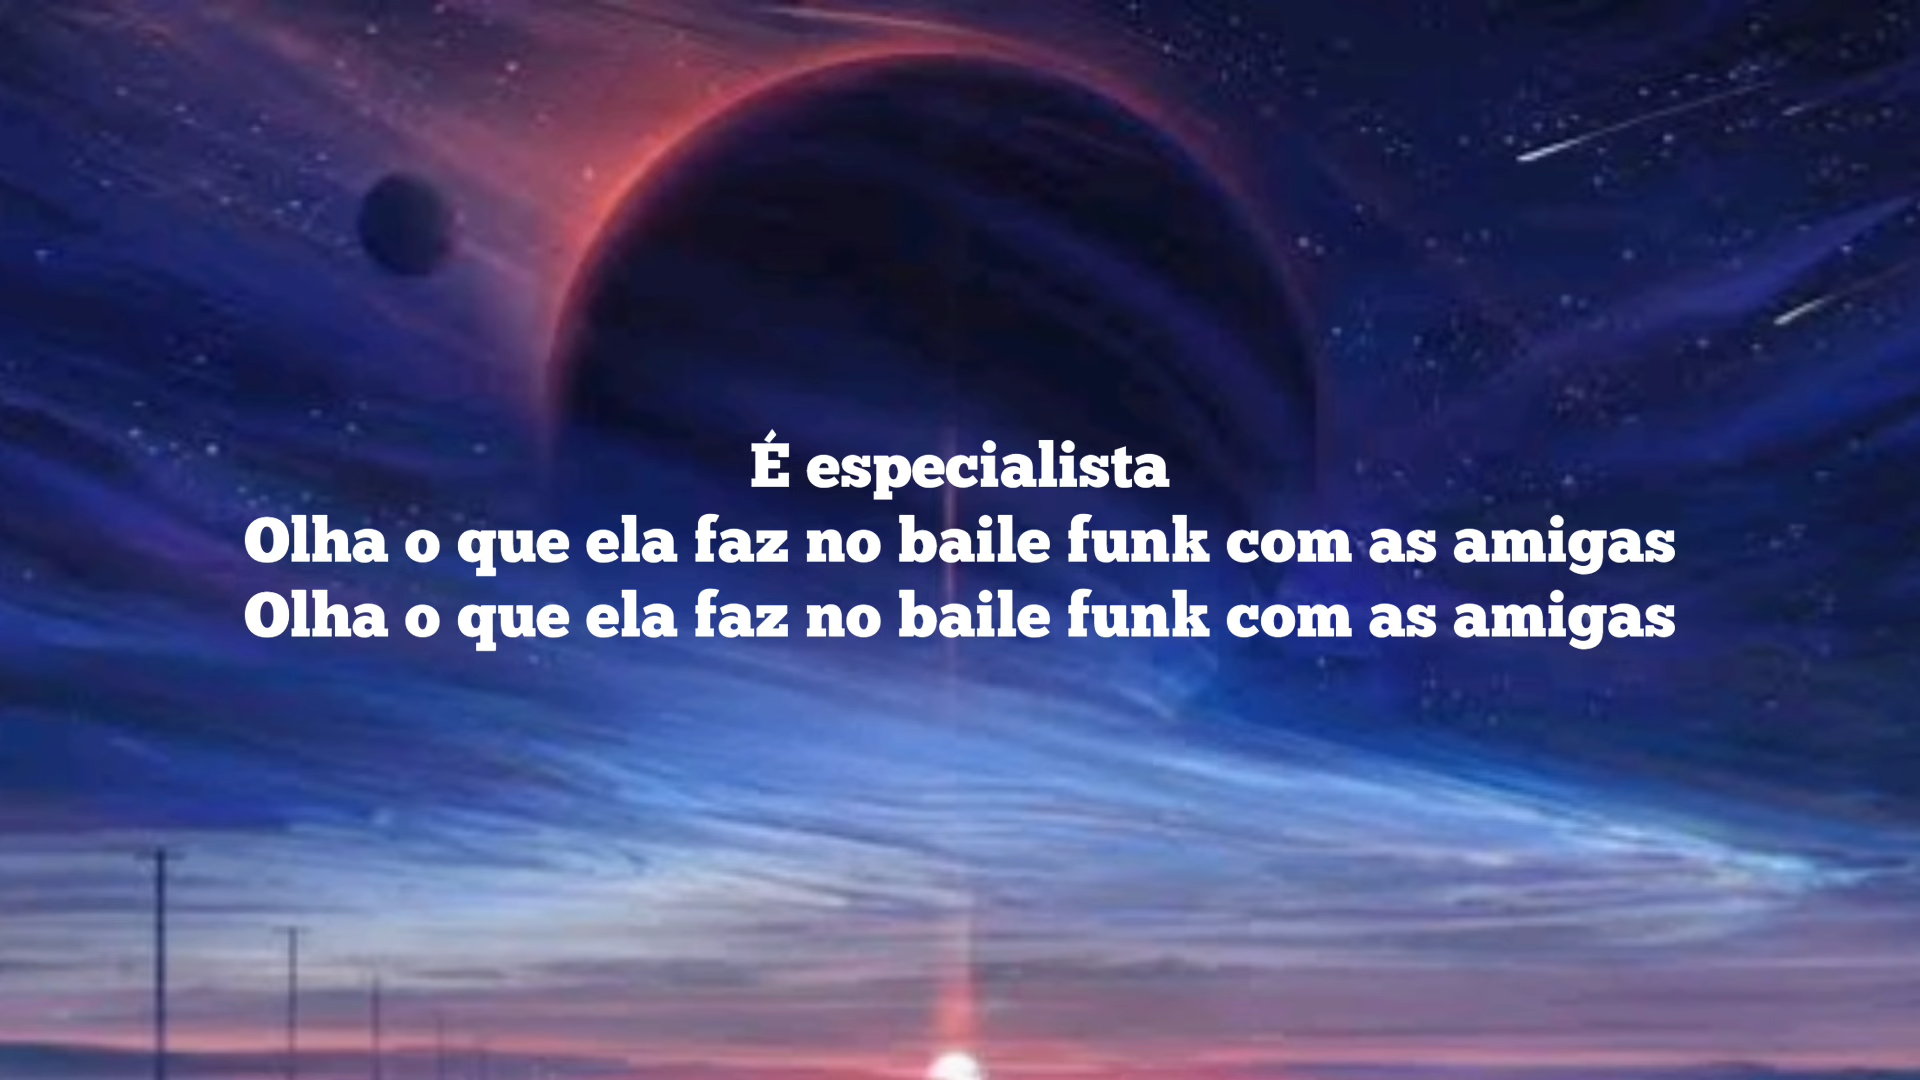 É especialista
Olha o que ela faz no baile funk com as amigas
Olha o que ela faz no baile funk com as amigas